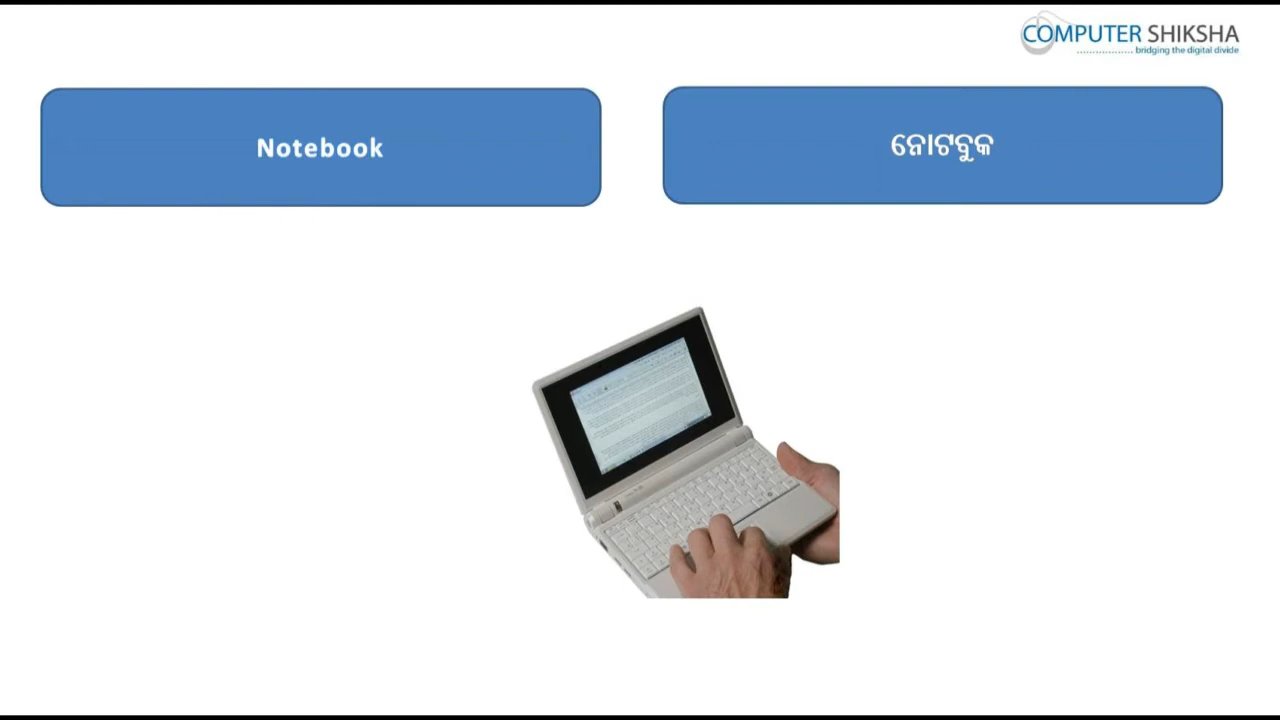 COMPUTER SHIKSHA
bridging the digital divide
Notebook
ନୋଟବୁକ